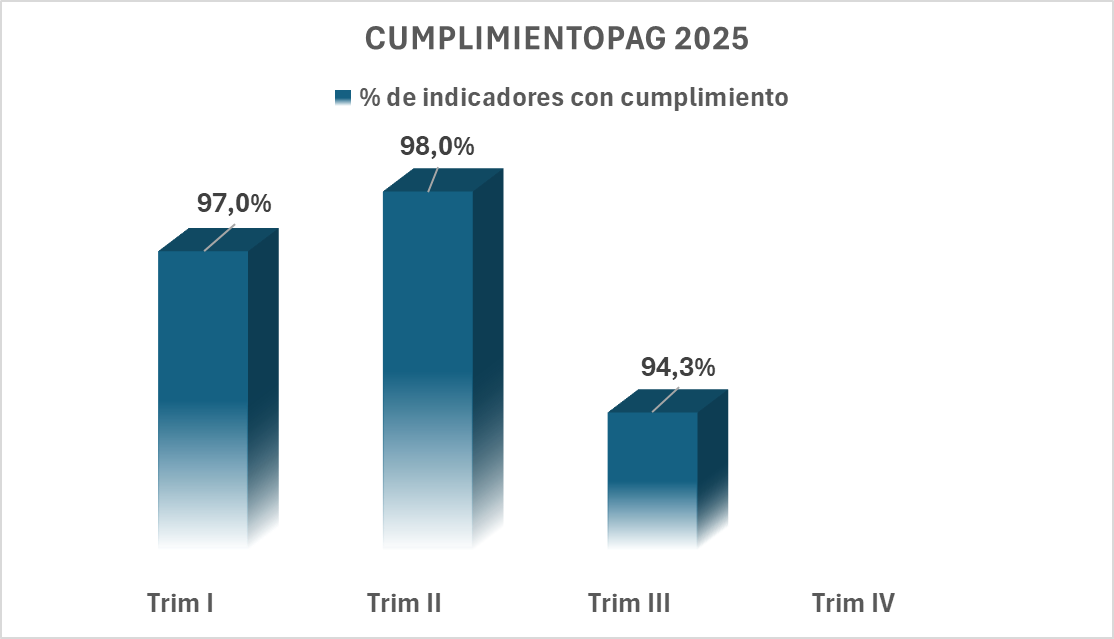 CUMPLIMIENTOPAG 2025
% de indicadores con cumplimiento
97,0%
98,0%
94,3%
Trim I
Trim II
Trim III
Trim IV